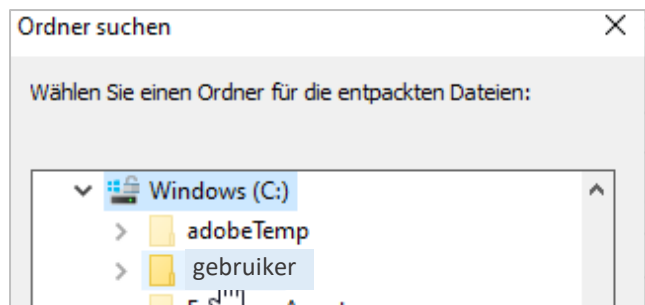 Ordner suchen
Wählen Sie einen Ordner für die entpackten Dateien:
Windows (C:)
adobeTemp
gebruiker